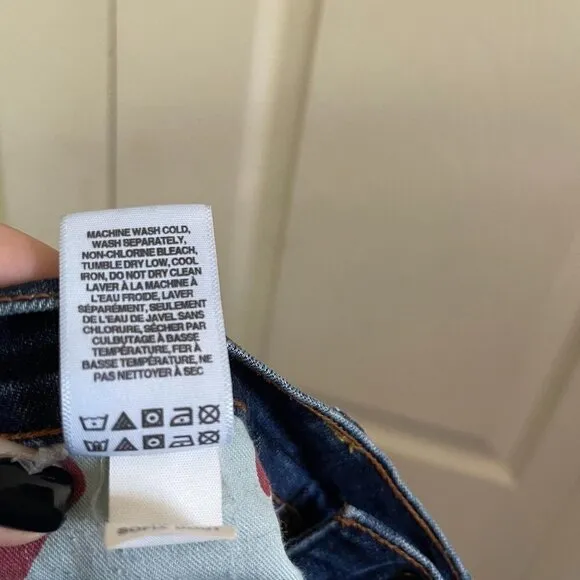 MACHINE WASH COLD,
WASH SEPARATELY,
NON-CHLORINE BLEACH,
TUMBLE DRY LOW, COOL
IRON, DO NOT DRY CLEAN
LAVER À LA MACHINE À
L'EAU FROIDE, LAVER
SÉPARÉMENT, SEULEMENT
DE L'EAU DE JAVEL SANS
CHLORURE, SÉCHER PAR
CULBUTAGE À BASSE
TEMPÉRATURE, FER À
BASSE TEMPÉRATURE, NE
PAS NETTOYER À SEC